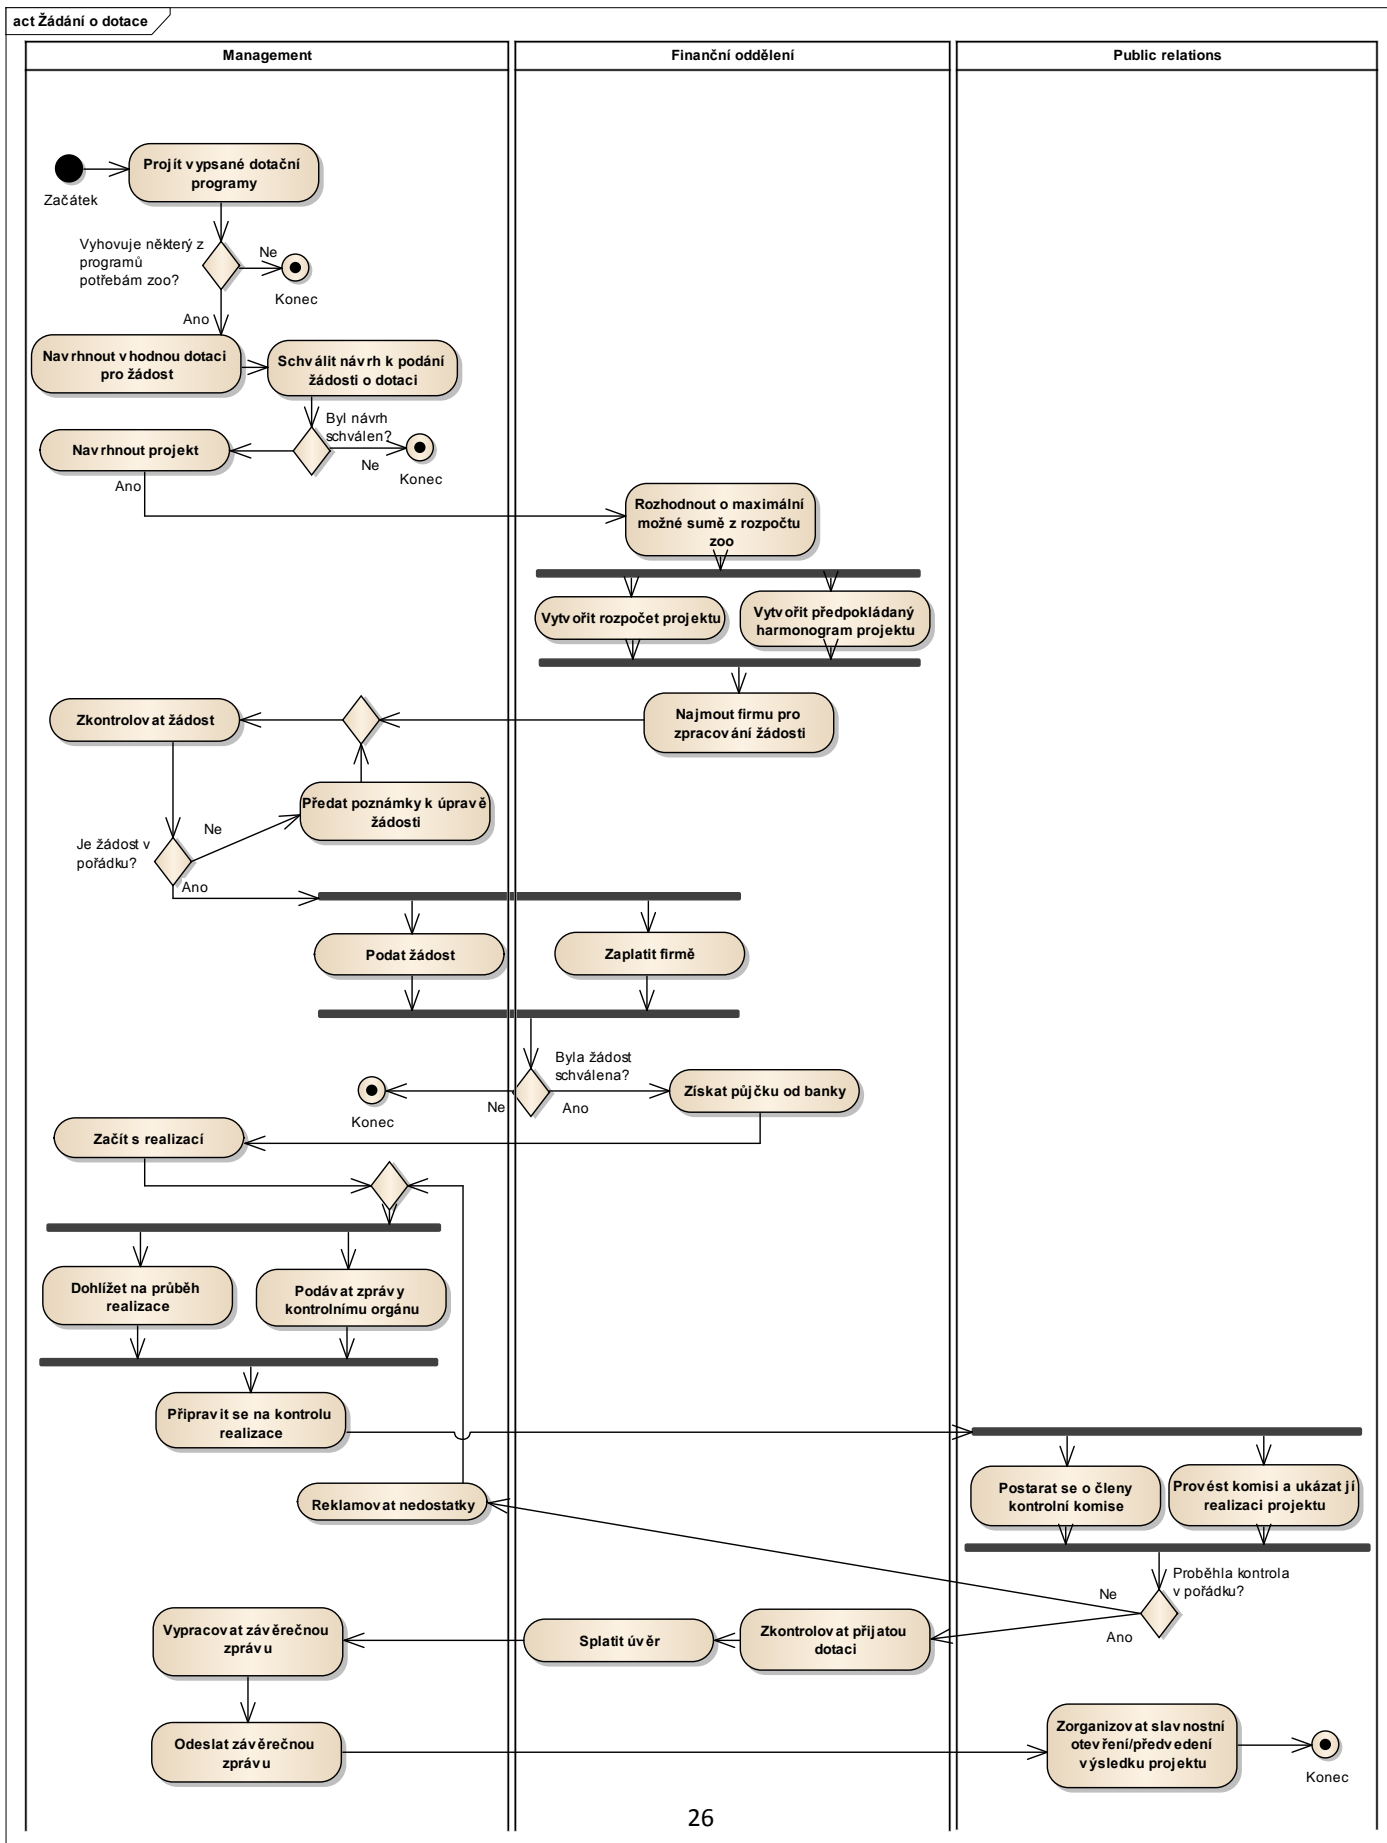 act Žádání o dotace
Management
Finanční oddělení
Public relations
Projít vypsané dotační
programy
Začátek
Vyhovuje některý z
programů
potřebám zoo?
Ne
Konec
Ano
Navrhnout vhodnou dotaci
pro žádost
Schválit návrh k podání
žádosti o dotaci
Byl návrh
schválen?
Navrhnout projekt
Ne
Konec
Ano
Rozhodnout o maximální
možné sumě z rozpočtu
zoo
Vytvořit rozpočet projektu
Vytvořit předpokládaný
harmonogram projektu
Zkontrolovat žádost
Najmout firmu pro
zpracování žádosti
Předat poznámky k úpravě
žádosti
Ne
Je žádost v
pořádku?
Ano
Podat žádost
Zaplatit firmě
Byla žádost
schválena?
Získat půjčku od banky
Ne
Ano
Konec
Začít s realizací
Dohlížet na průběh
realizace
Podávat zprávy
kontrolnímu orgánu
Připravit se na kontrolu
realizace
Postarat se o členy
kontrolní komise
Provést komisi a ukázat jí
realizaci projektu
Reklamovat nedostatky
Proběhla kontrola
v pořádku?
Ne
Ano
Vypracovat závěrečnou
zprávu
Splatit úvěr
Zkontrolovat přijatou
dotaci
Odeslat závěrečnou
zprávu
Zorganizovat slavnostní
otevření/předvedení
výsledku projektu
Konec
26